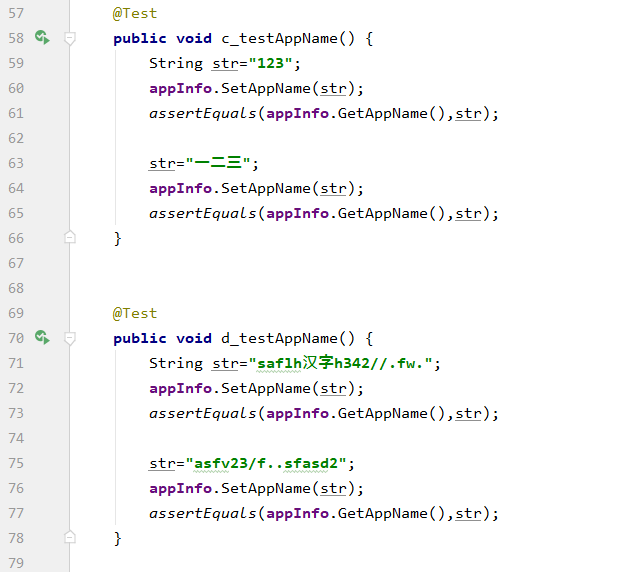 57 @Test
58 public void c_testAppName() {
59 String str="123";
60 appInfo.SetAppName(str);
61 assertEquals(appInfo.GetAppName(),str);
62
63 str="一二三";
64 appInfo.SetAppName(str);
65 assertEquals(appInfo.GetAppName(),str);
66 }
67
68
69 @Test
70 public void d_testAppName() {
71 String str="saflh汉字h342//.fw.";
72 appInfo.SetAppName(str);
73 assertEquals(appInfo.GetAppName(),str);
74
75 str="asfv23/f..sfasd2";
76 appInfo.SetAppName(str);
77 assertEquals(appInfo.GetAppName(),str);
78 }
79